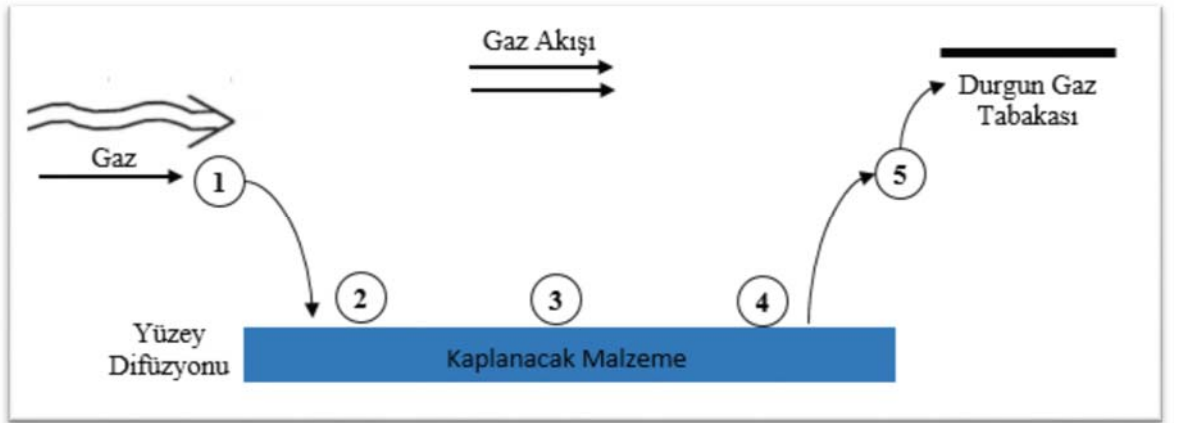 Gaz Akışı
Durgun Gaz
Tabakası
Gaz
1
5
2
3
4
Yüzey
Difüzyonu
Kaplanacak Malzeme